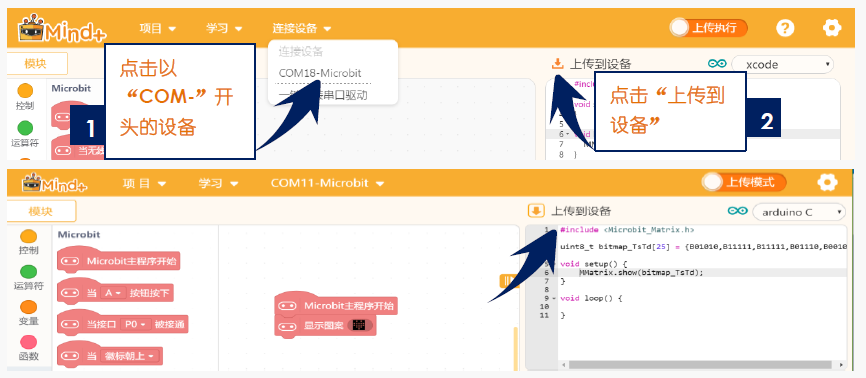 Mind+
项目
学习
连接设备
上传执行
连接设备
COM18-Microbit
串口驱动
模块
上传到设备
xcode
Microbit
控制
运算符
点击以
“COM-”开
头的设备
1
点击“上传到
设备”
2
#inc
void
5
6
7
8 }
Mind+
项目
学习
COM11-Microbit
上传模式
模块
上传到设备
arduino C
Microbit
控制
运算符
变量
函数
Microbit主程序开始
当 A 按钮按下
当接口 P0 被接通
当 徽标朝上
Microbit主程序开始
显示图案
1 #include <Microbit_Matrix.h>
uint8_t bitmap_TsTd[25] = {B01010,B11111,B11111,B01110,B0010
5 void setup() {
6 MMatrix.show(bitmap_TsTd);
7 }
8
9 void loop() {
10
11 }